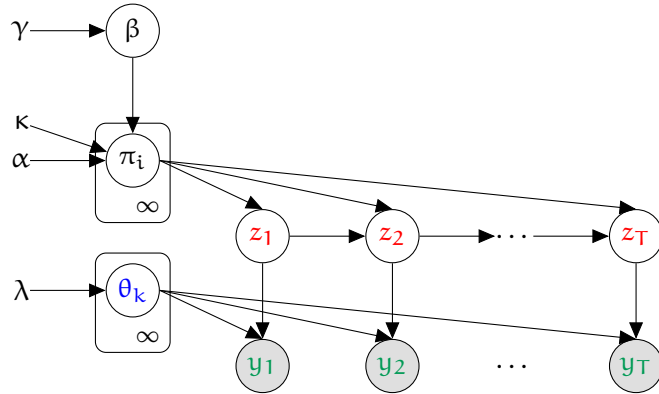 γ β
κ
α π_i
∞
z_1 z_2 ⋯ z_T
λ θ_k
∞
y_1 y_2 ⋯ y_T